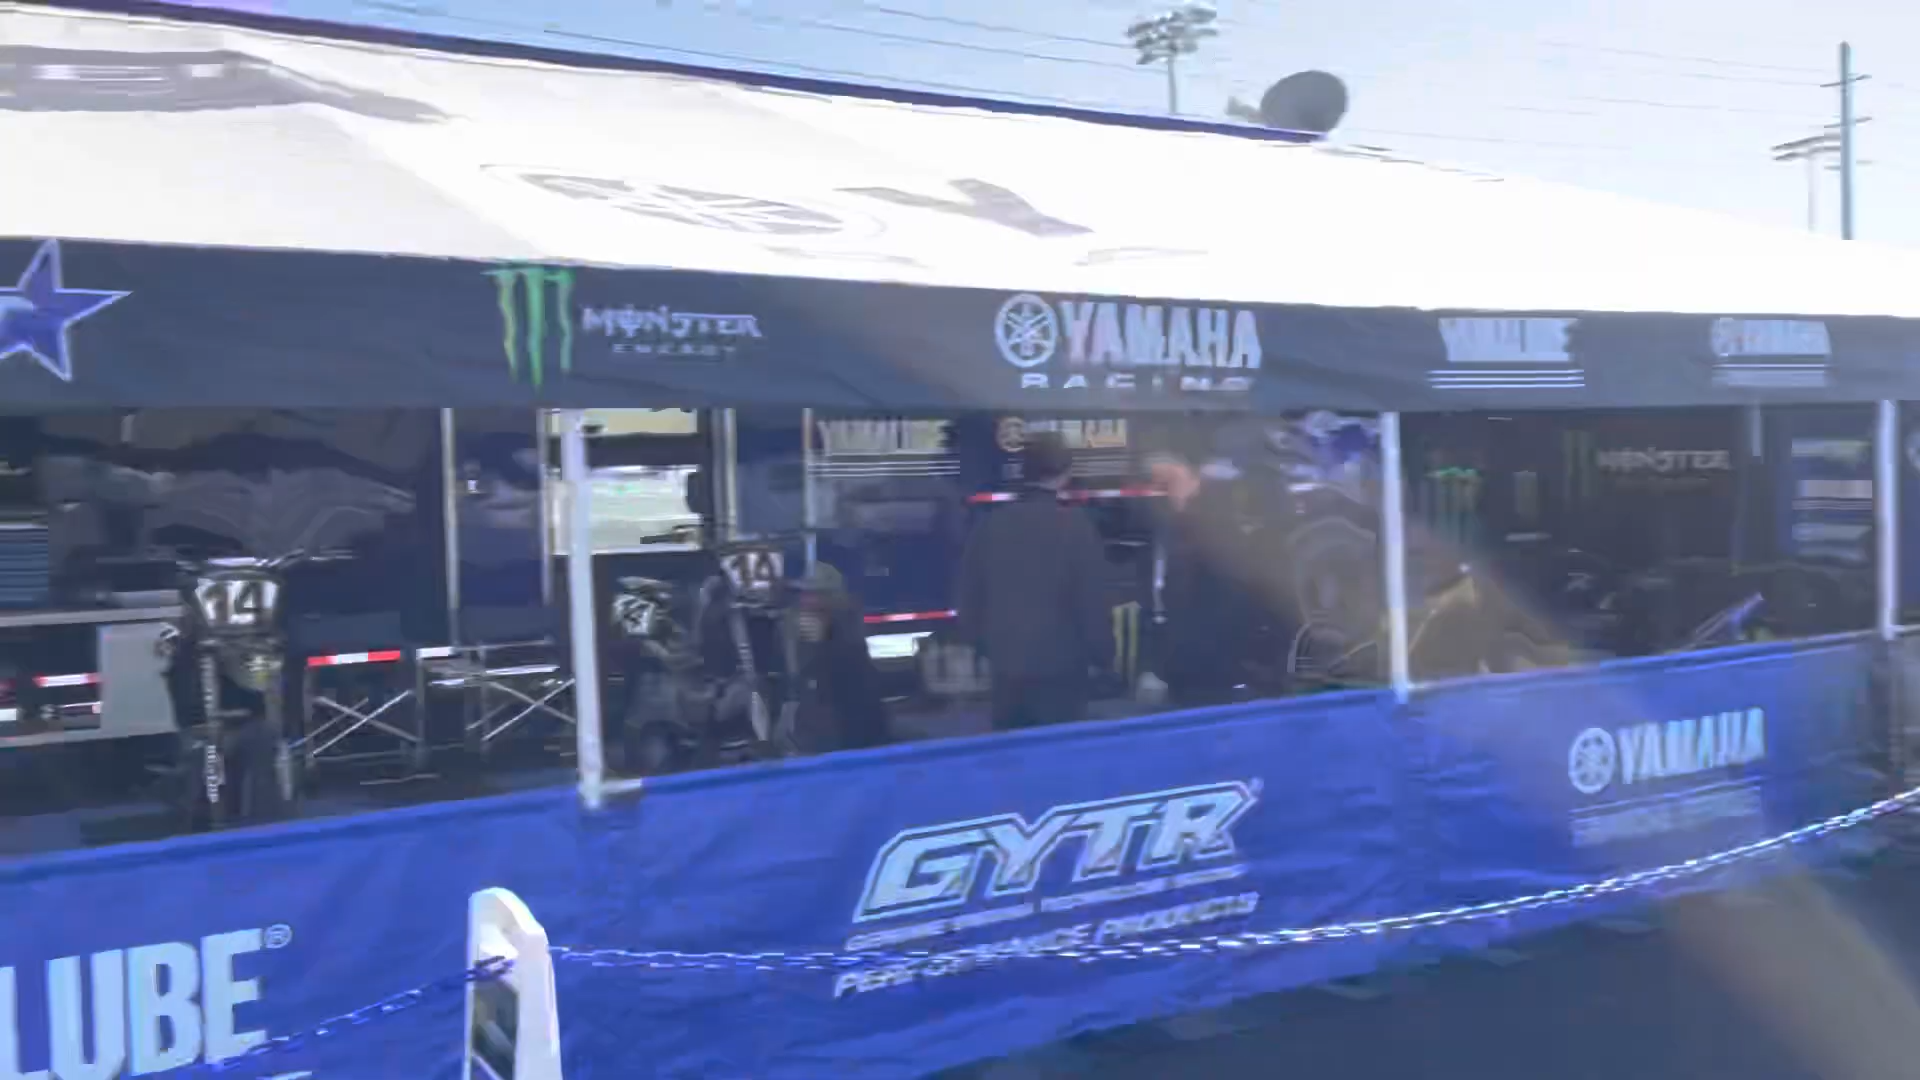 MONSTER
ENERGY
YAMAHA
RACING
YAMALUBE
YAMAHA
YAMALUBE
YAMAHA
MONSTER
14
14
YAMAHA
GYTR
PERFORMANCE PRODUCTS
LUBE®